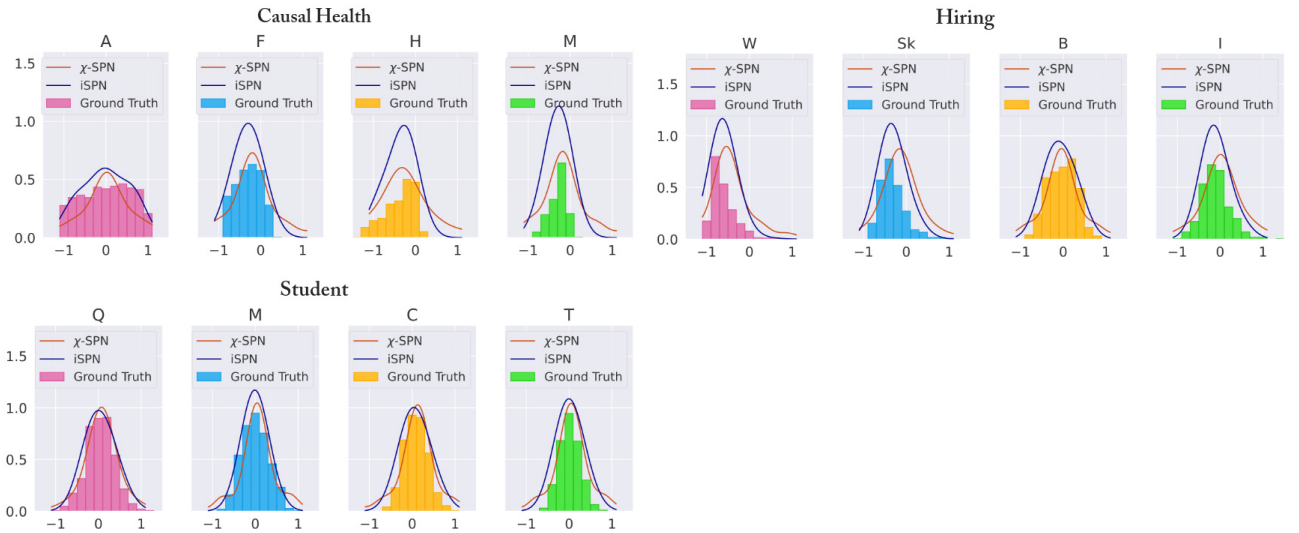 Causal Health
A
χ-SPN
iSPN
Ground Truth
1.5
1.0
0.5
0.0
−1 0 1
F
χ-SPN
iSPN
Ground Truth
−1 0 1
H
χ-SPN
iSPN
Ground Truth
−1 0 1
M
χ-SPN
iSPN
Ground Truth
−1 0 1
Hiring
W
χ-SPN
iSPN
Ground Truth
1.5
1.0
0.5
0.0
−1 0 1
Sk
χ-SPN
iSPN
Ground Truth
−1 0 1
B
χ-SPN
iSPN
Ground Truth
−1 0 1
I
χ-SPN
iSPN
Ground Truth
−1 0 1
Student
Q
χ-SPN
iSPN
Ground Truth
1.5
1.0
0.5
0.0
−1 0 1
M
χ-SPN
iSPN
Ground Truth
−1 0 1
C
χ-SPN
iSPN
Ground Truth
−1 0 1
T
χ-SPN
iSPN
Ground Truth
−1 0 1